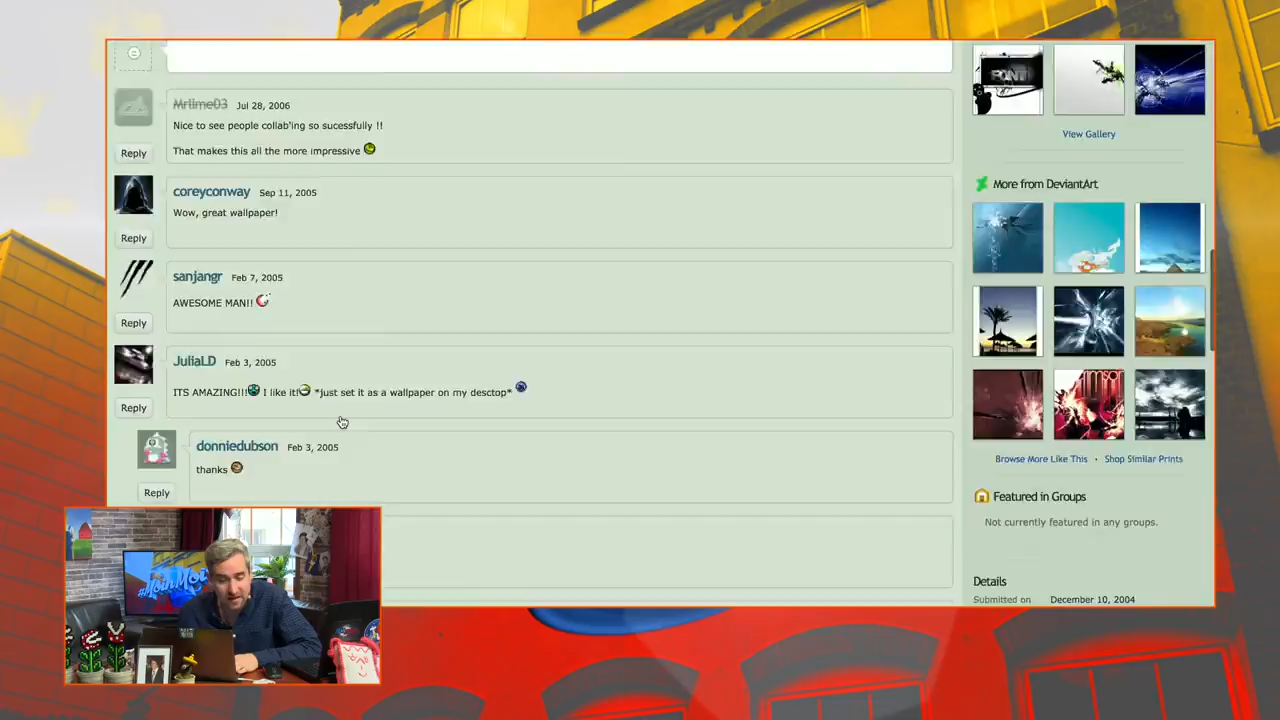 Mrlime03 Jul 28, 2006
Nice to see people collab'ing so sucessfully !!
That makes this all the more impressive
Reply
coreyconway Sep 11, 2005
Wow, great wallpaper!
Reply
sanjangr Feb 7, 2005
AWESOME MAN!!
Reply
JuliaLD Feb 3, 2005
ITS AMAZING!!! I like it! *just set it as a wallpaper on my desctop*
Reply
donniedubson Feb 3, 2005
thanks
Reply
View Gallery
More from DeviantArt
Browse More Like This • Shop Similar Prints
Featured in Groups
Not currently featured in any groups.
Details
Submitted on December 10, 2004